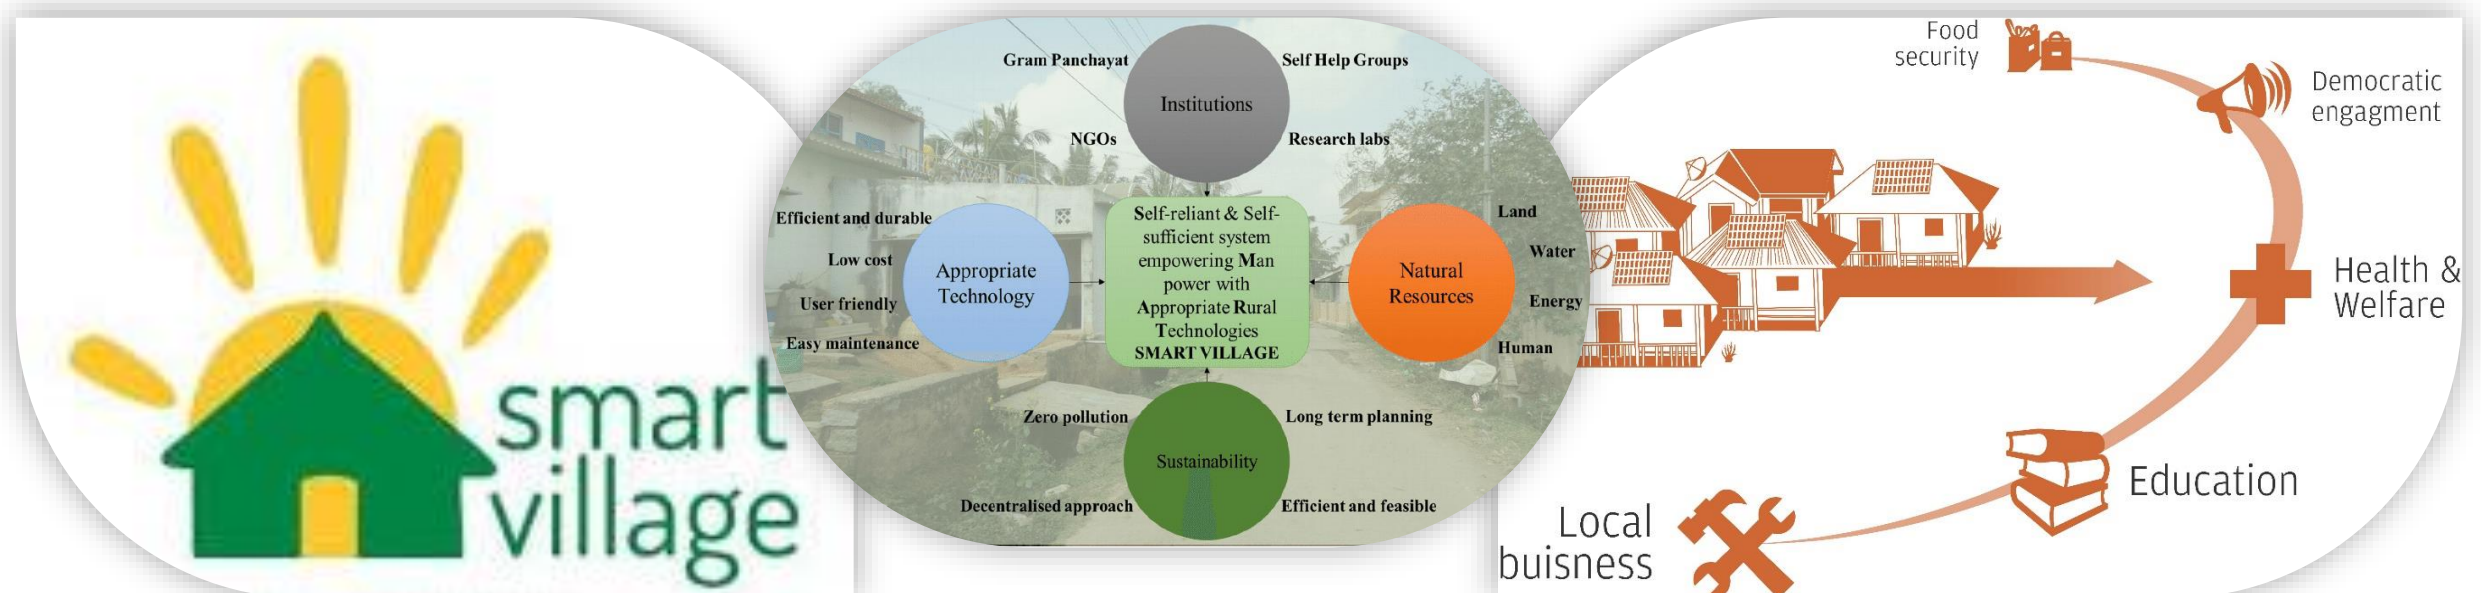 smart
village
Gram Panchayat
Self Help Groups
Institutions
NGOs
Research labs
Efficient and durable
Low cost
User friendly
Easy maintenance
Appropriate
Technology
Self-reliant & Self-
sufficient system
empowering Man
power with
Appropriate Rural
Technologies
SMART VILLAGE
Natural
Resources
Land
Water
Energy
Human
Zero pollution
Long term planning
Sustainability
Decentralised approach
Efficient and feasible
Food
security
Democratic
engagment
Health &
Welfare
Education
Local
buisness